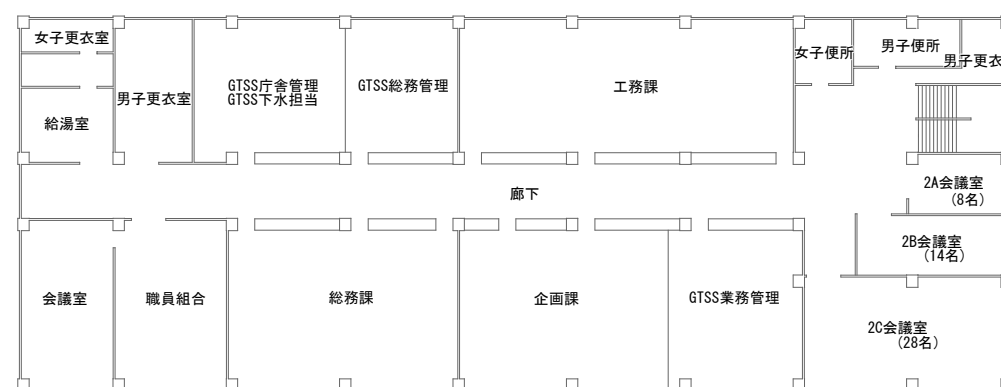 女子更衣室
男子更衣室
給湯室
GTSS庁舎管理
GTSS下水担当
GTSS総務管理
工務課
女子便所
男子便所
男子更衣
廊下
2A会議室
(8名)
2B会議室
(14名)
会議室
職員組合
総務課
企画課
GTSS業務管理
2C会議室
(28名)